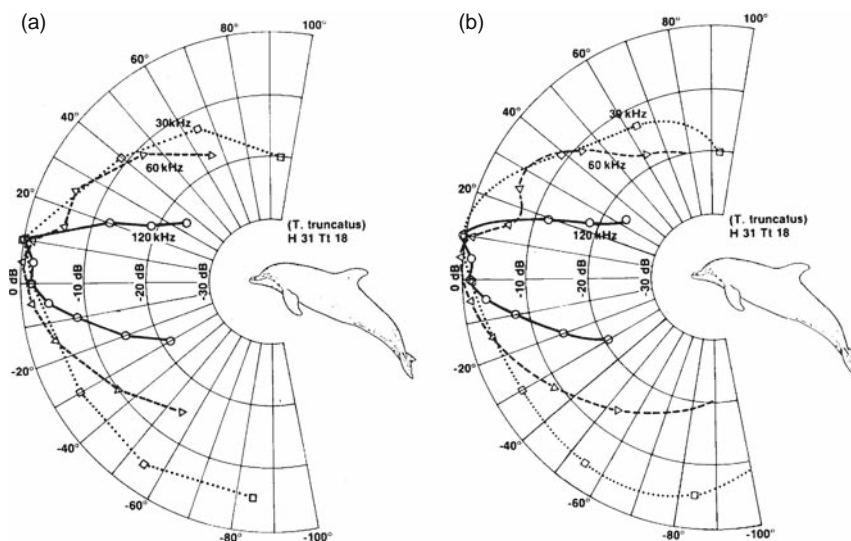 (a)
100°
80°
60°
40°
20°
30 kHz
60 kHz
120 kHz
0 dB
-10 dB
-20 dB
-30 dB
(T. truncatus)
H 31 Tt 18
-20°
-40°
-60°
-80°
-100°
(b)
100°
80°
60°
40°
20°
30 kHz
60 kHz
120 kHz
0 dB
-10 dB
-20 dB
-30 dB
(T. truncatus)
H 31 Tt 18
-20°
-40°
-60°
-80°
-100°